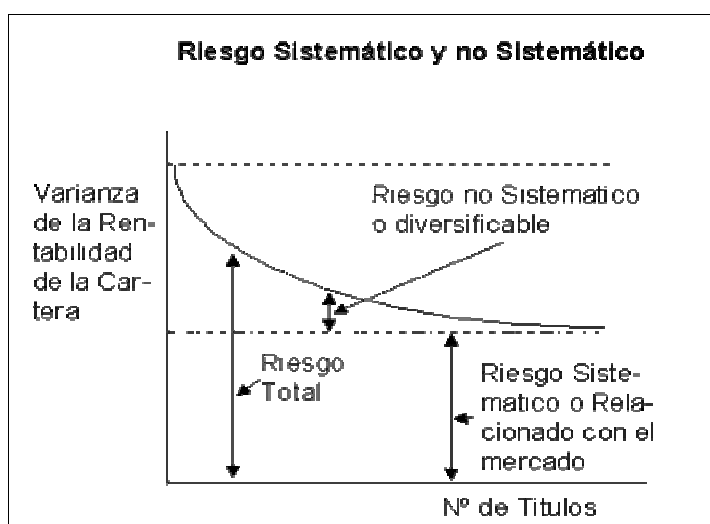 Riesgo Sistemático y no Sistemático
Varianza
de la Ren-
tabilidad
de la Car-
tera
Riesgo no Sistematico
o diversificable
Riesgo
Total
Riesgo Siste-
matico o Rela-
cionado con el
mercado
Nº de Titulos